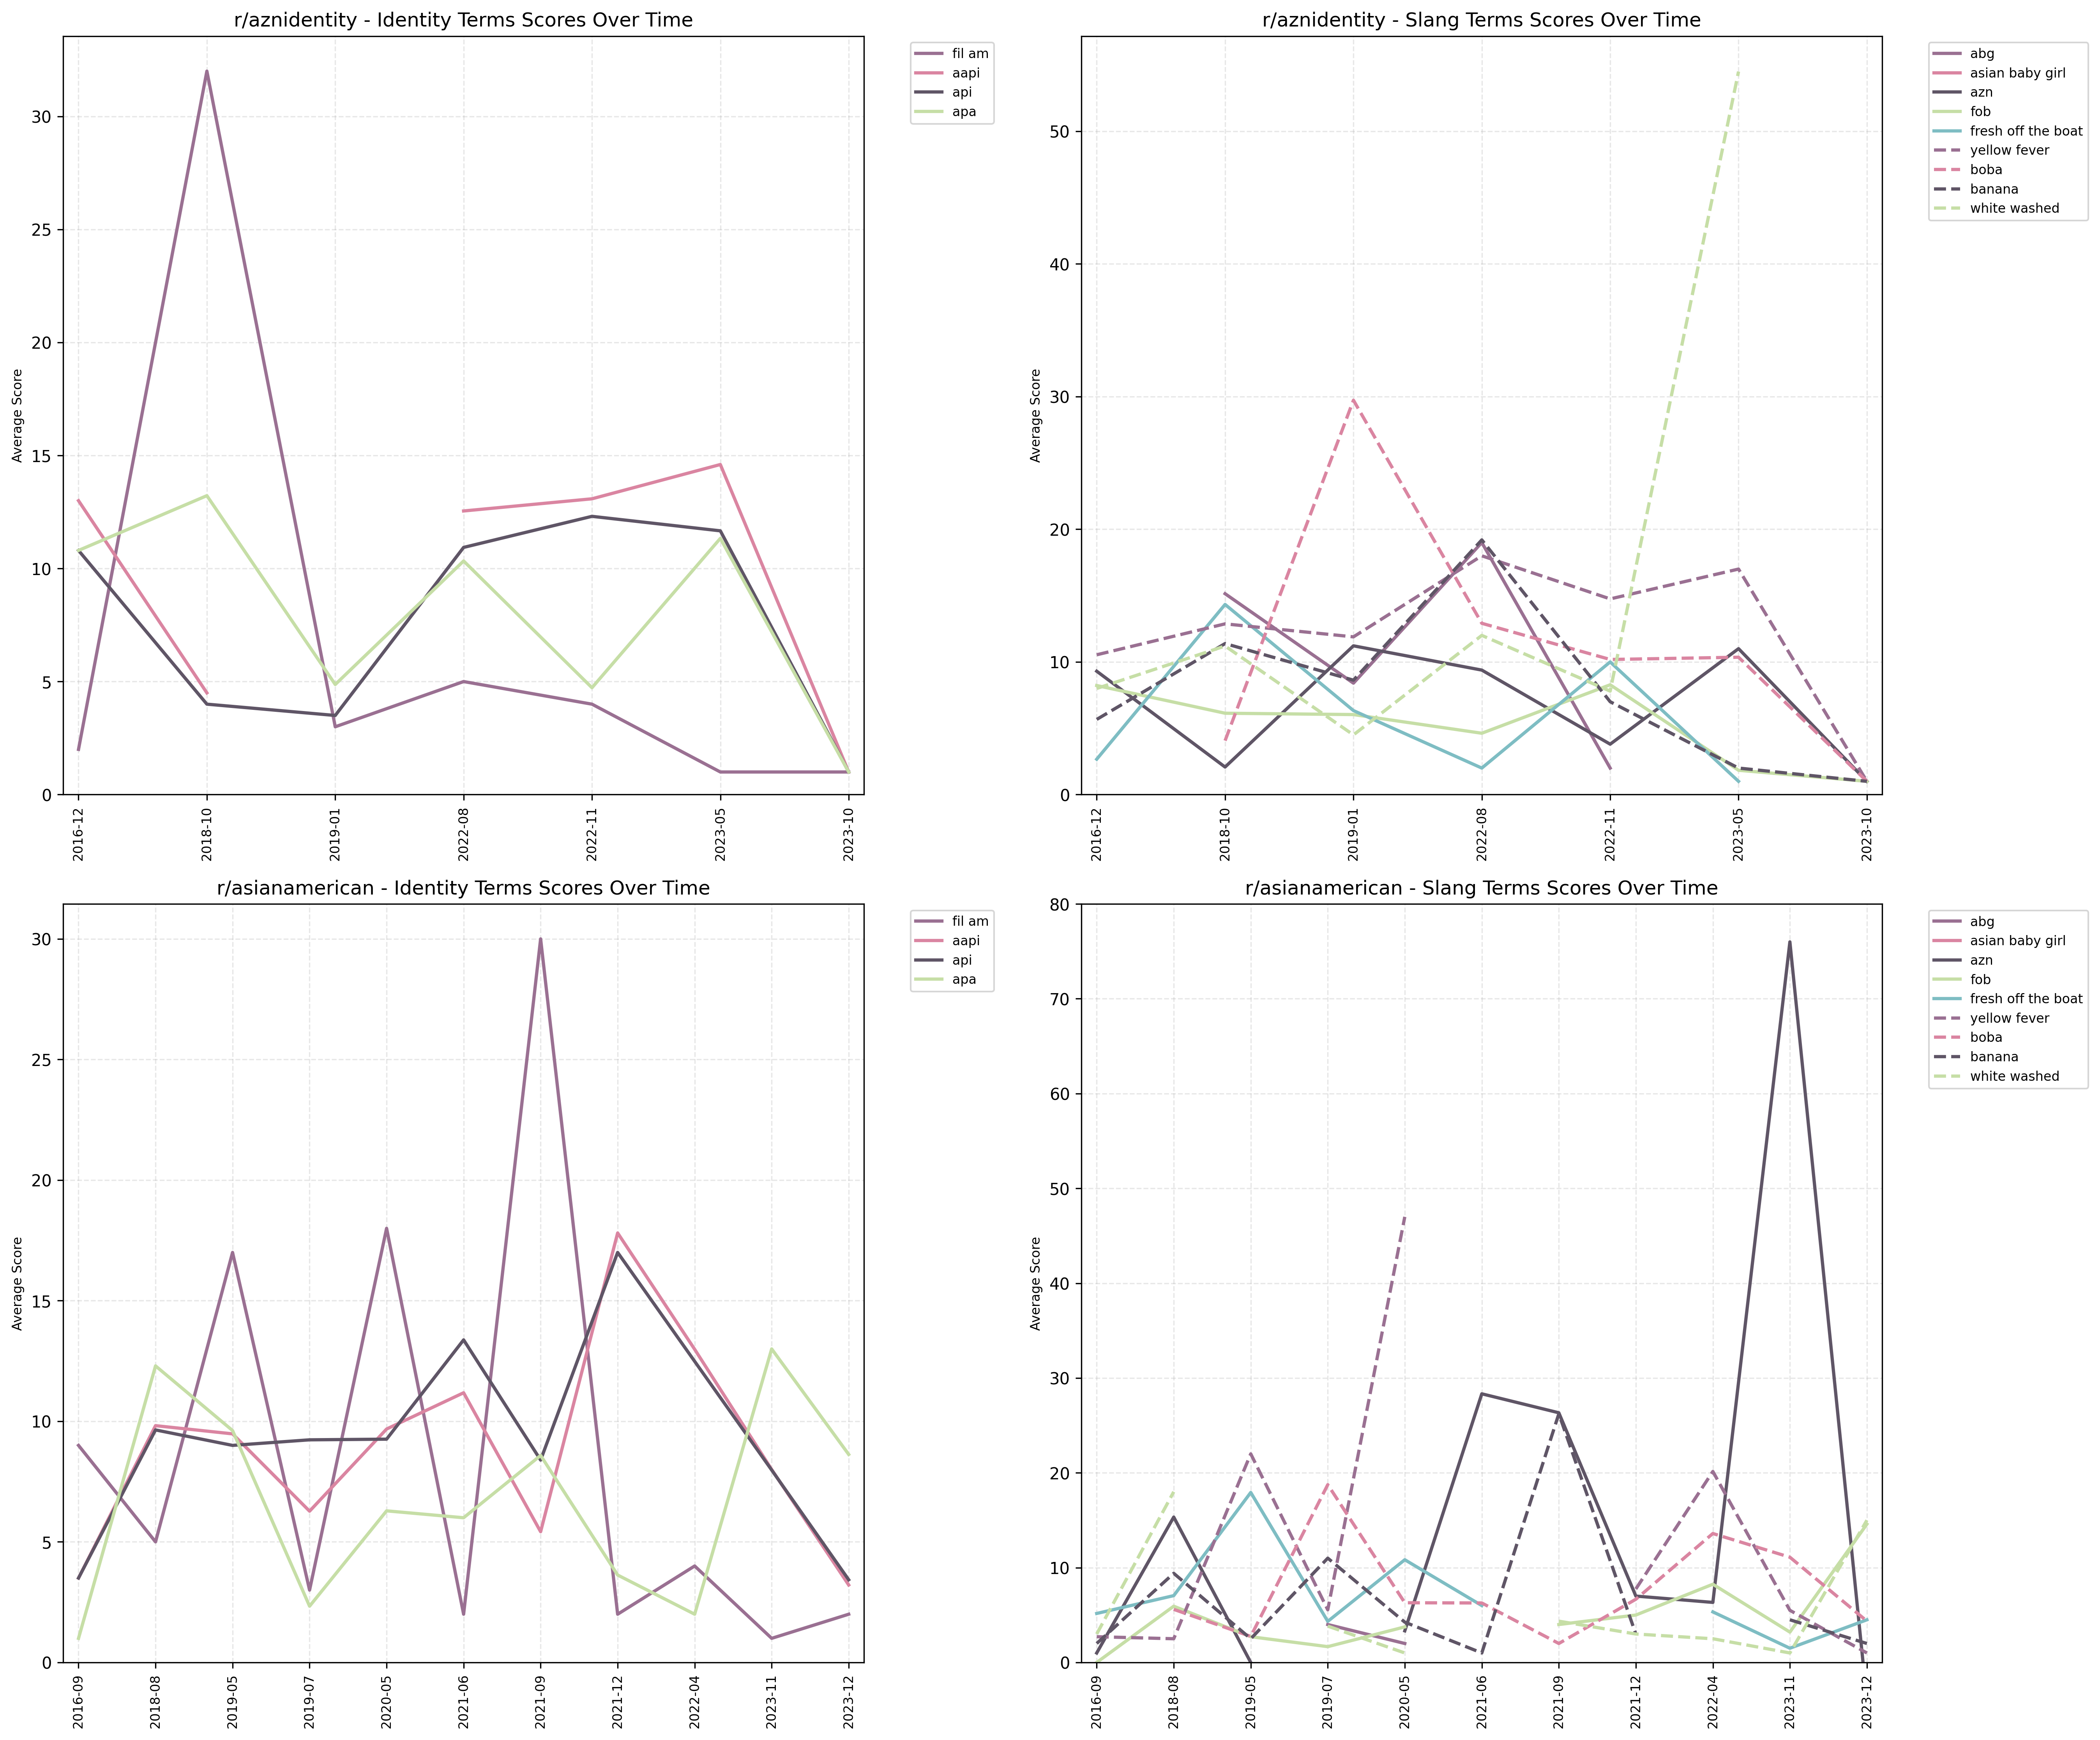 r/aznidentity - Identity Terms Scores Over Time
Average Score
30
25
20
15
10
5
0
2016-12
2018-10
2019-01
2022-08
2022-11
2023-05
2023-10
fil am
aapi
api
apa
r/aznidentity - Slang Terms Scores Over Time
Average Score
50
40
30
20
10
0
2016-12
2018-10
2019-01
2022-08
2022-11
2023-05
2023-10
abg
asian baby girl
azn
fob
fresh off the boat
yellow fever
boba
banana
white washed
r/asianamerican - Identity Terms Scores Over Time
Average Score
30
25
20
15
10
5
0
2016-09
2018-08
2019-05
2019-07
2020-05
2021-06
2021-09
2021-12
2022-04
2023-11
2023-12
fil am
aapi
api
apa
r/asianamerican - Slang Terms Scores Over Time
Average Score
80
70
60
50
40
30
20
10
0
2016-09
2018-08
2019-05
2019-07
2020-05
2021-06
2021-09
2021-12
2022-04
2023-11
2023-12
abg
asian baby girl
azn
fob
fresh off the boat
yellow fever
boba
banana
white washed